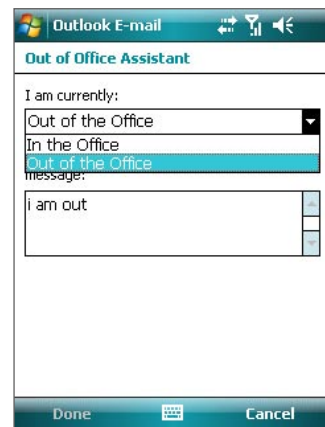 Outlook E-mail
Out of Office Assistant
I am currently:
Out of the Office
In the Office
Out of the Office
message:
i am out
Done
Cancel